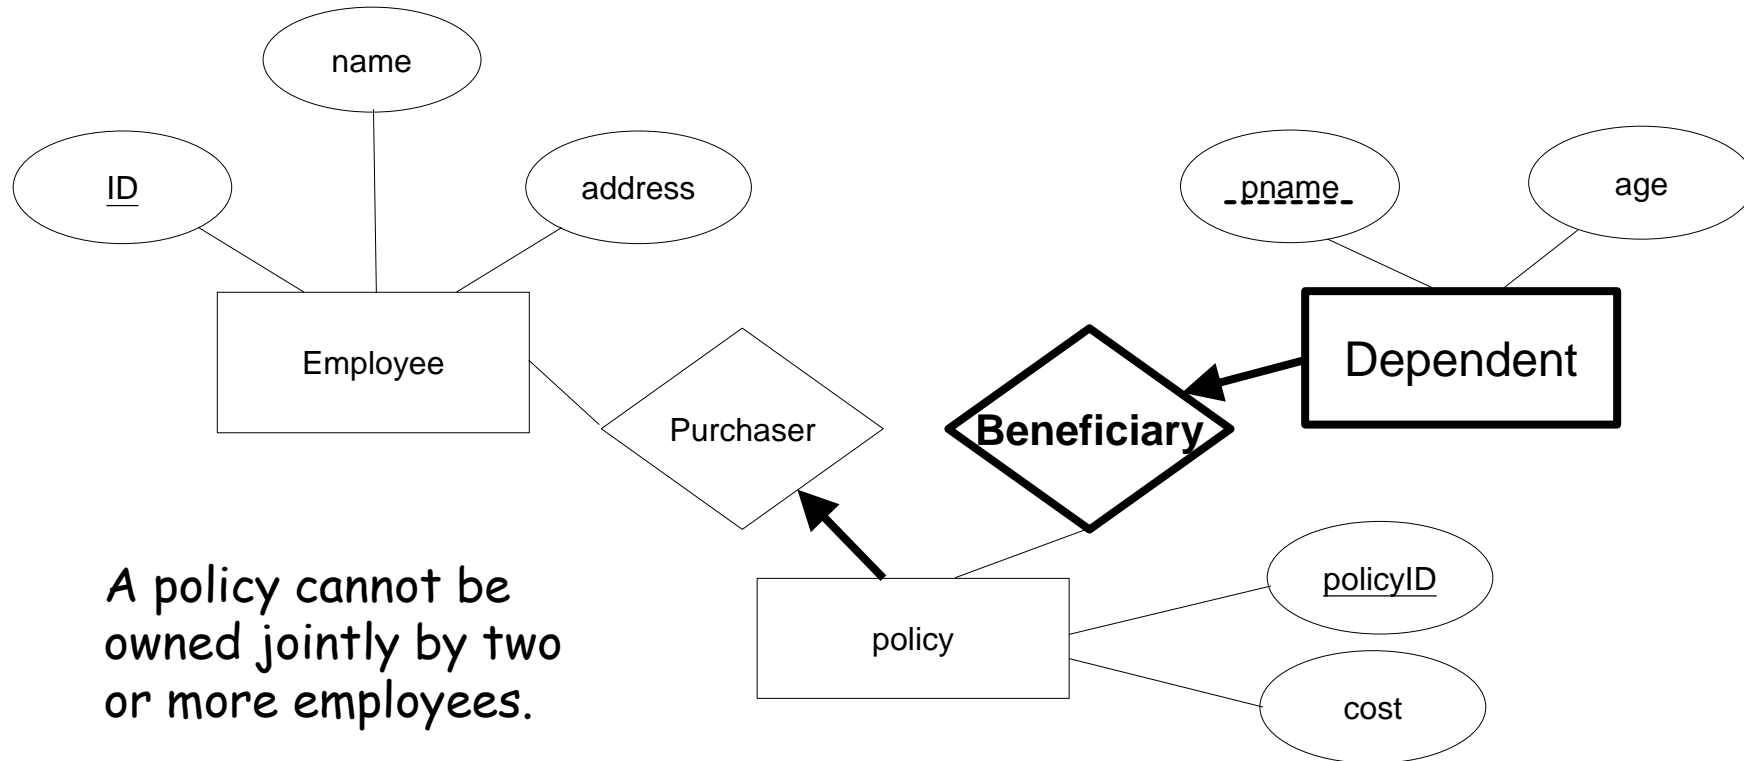 name
ID
address
pname
age
Employee
Dependent
Purchaser
Beneficiary
A policy cannot be
owned jointly by two
or more employees.
policyID
policy
cost